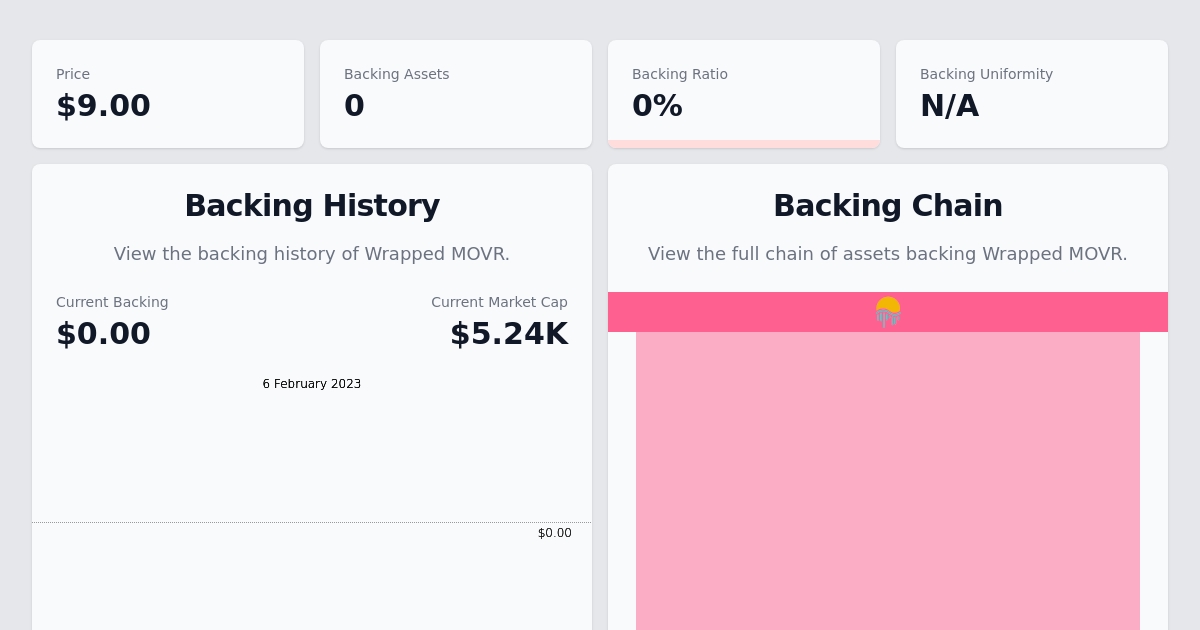 Price
$9.00
Backing Assets
0
Backing Ratio
0%
Backing Uniformity
N/A
Backing History
View the backing history of Wrapped MOVR.
Current Backing
$0.00
Current Market Cap
$5.24K
6 February 2023
$0.00
Backing Chain
View the full chain of assets backing Wrapped MOVR.